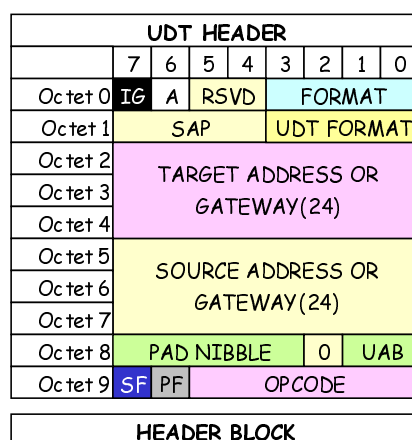 UDT HEADER
7 6 5 4 3 2 1 0
Octet 0 IG A RSVD FORMAT
Octet 1 SAP UDT FORMAT
Octet 2
TARGET ADDRESS OR
Octet 3
GATEWAY(24)
Octet 4
Octet 5
SOURCE ADDRESS OR
Octet 6
GATEWAY(24)
Octet 7
Octet 8 PAD NIBBLE 0 UAB
Octet 9 SF PF OPCODE
HEADER BLOCK